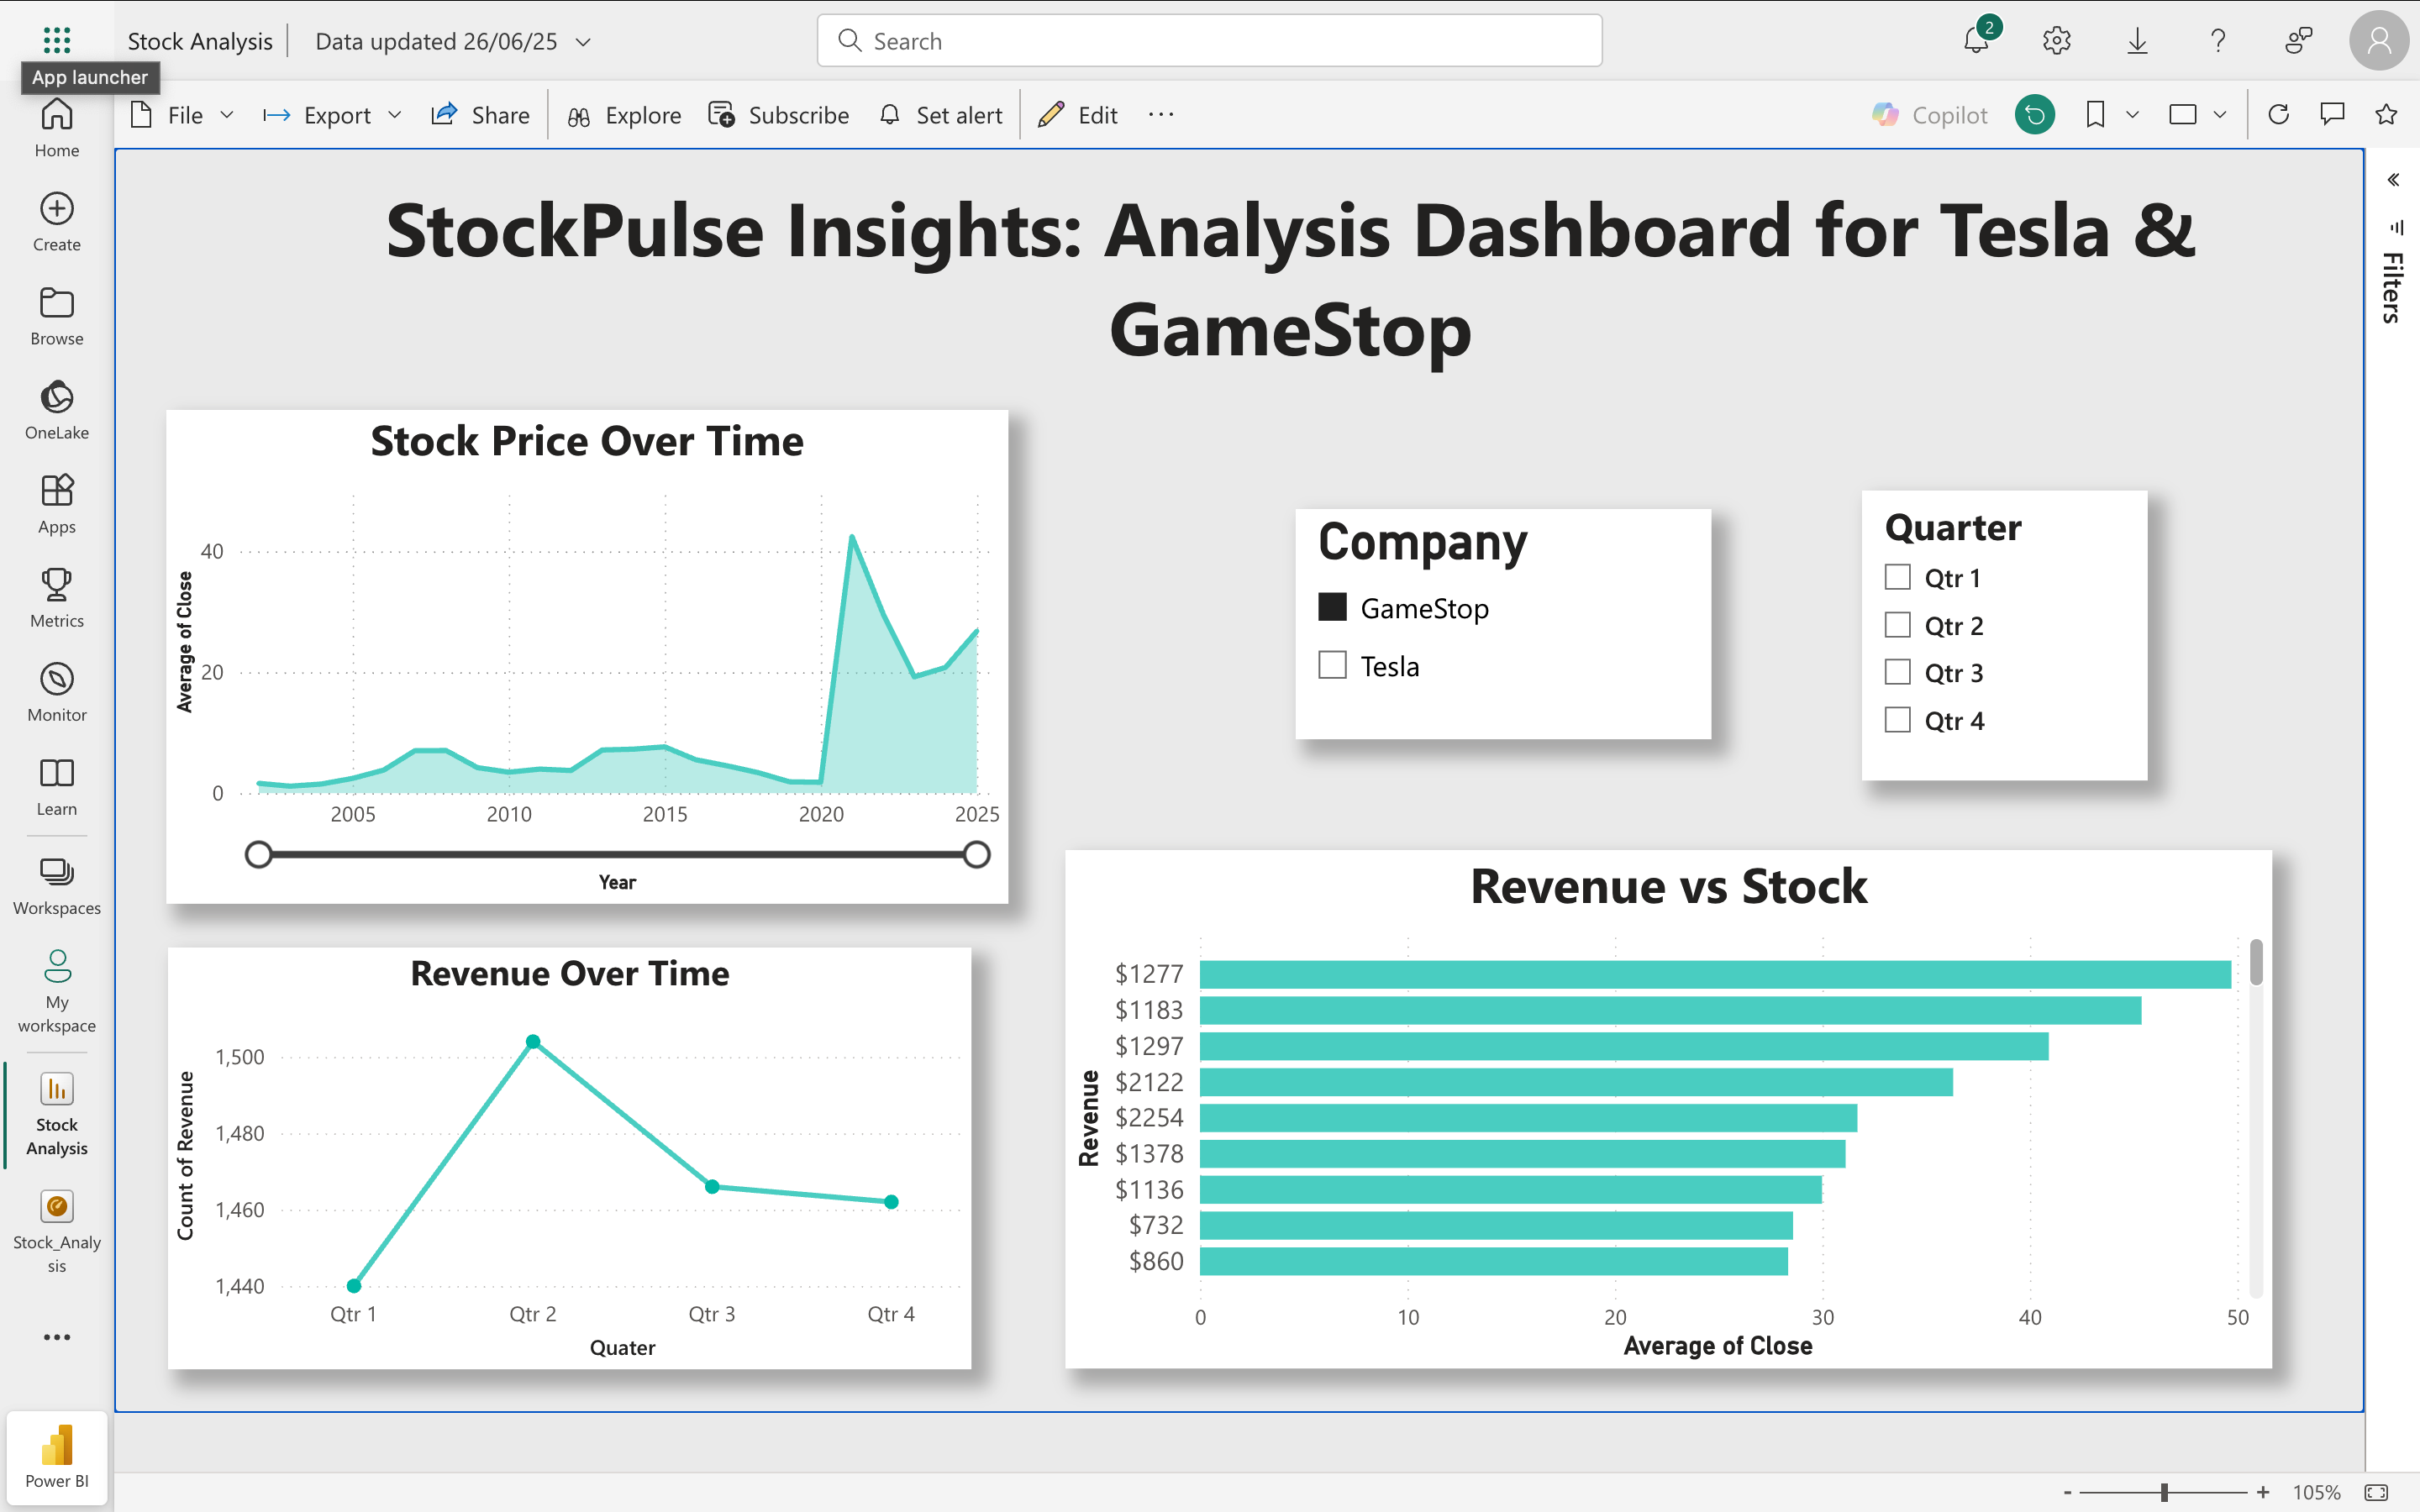 Stock Analysis
Data updated 26/06/25
Search
2
App launcher
File
Export
Share
Explore
Subscribe
Set alert
Edit
Copilot
Home
Create
Browse
OneLake
Apps
Metrics
Monitor
Learn
Workspaces
My
workspace
Stock
Analysis
Stock_Analy
sis
Power BI
StockPulse Insights: Analysis Dashboard for Tesla &
GameStop
Filters
Stock Price Over Time
Average of Close
40
20
0
2005 2010 2015 2020 2025
Year
Company
GameStop
Tesla
Quarter
Qtr 1
Qtr 2
Qtr 3
Qtr 4
Revenue Over Time
Count of Revenue
1,500
1,480
1,460
1,440
Qtr 1 Qtr 2 Qtr 3 Qtr 4
Quater
Revenue vs Stock
Revenue
$1277
$1183
$1297
$2122
$2254
$1378
$1136
$732
$860
0 10 20 30 40 50
Average of Close
- + 105%